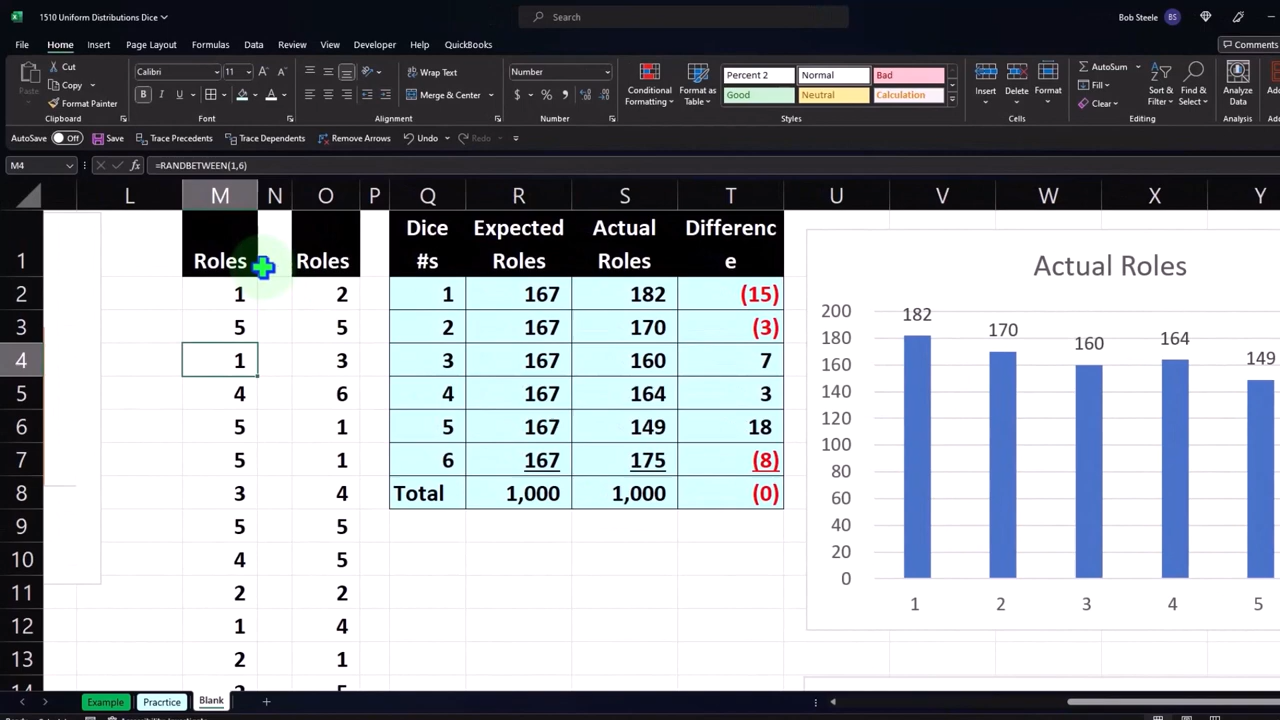 1510 Uniform Distributions Dice
Search
Bob Steele BS
File Home Insert Page Layout Formulas Data Review View Developer Help QuickBooks
Comments
Cut
Copy
Format Painter
Paste
Clipboard
Calibri 11
B I U
Font
Wrap Text
Merge & Center
Alignment
Number
$ % 9
Number
Conditional Formatting
Format as Table
Percent 2 Normal Bad
Good Neutral Calculation
Styles
Insert Delete Format
Cells
AutoSum
Fill
Clear
Sort & Filter
Find & Select
Editing
Analyze Data
Analysis
AutoSave Off Save Trace Precedents Trace Dependents Remove Arrows Undo Redo
M4 fx =RANDBETWEEN(1,6)
L M N O P Q R S T U V W X Y
1 Roles Roles Dice #s Expected Roles Actual Roles Differenc e
2 1 2 1 167 182 (15)
3 5 5 2 167 170 (3)
4 1 3 3 167 160 7
5 4 6 4 167 164 3
6 5 1 5 167 149 18
7 5 1 6 167 175 (8)
8 3 4 Total 1,000 1,000 (0)
9 5 5
10 4 5
11 2 2
12 1 4
13 2 1
Actual Roles
200
180
160
140
120
100
80
60
40
20
0
182 170 160 164 149
1 2 3 4 5
Example Pracrtice Blank